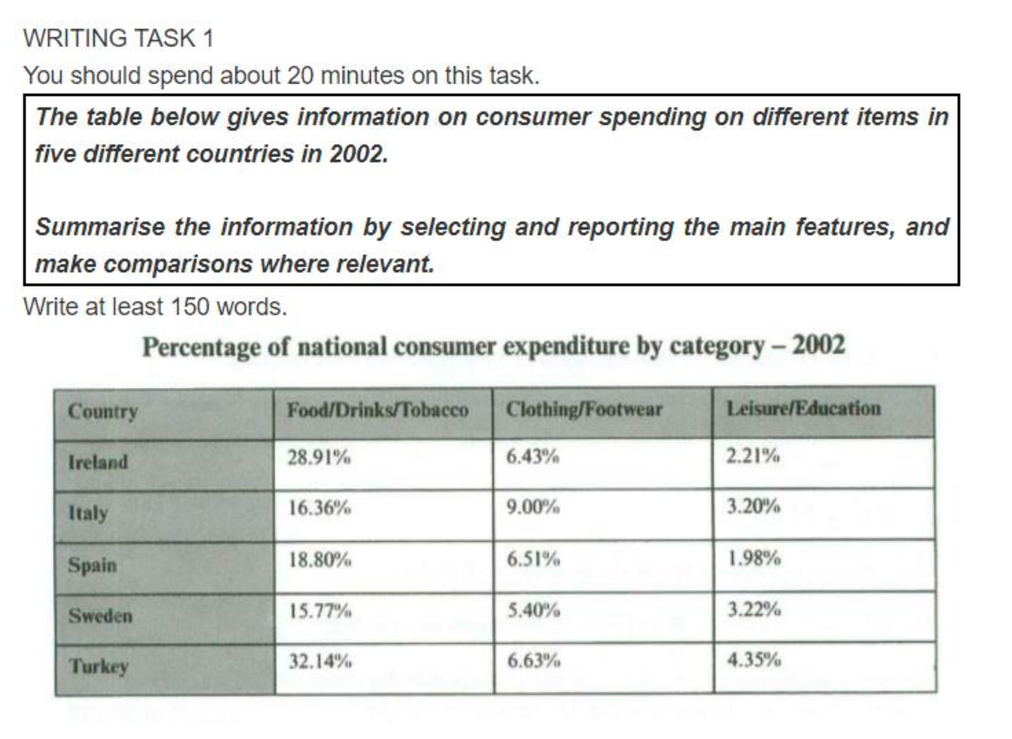 WRITING TASK 1
You should spend about 20 minutes on this task.
The table below gives information on consumer spending on different items in
five different countries in 2002.
Summarise the information by selecting and reporting the main features, and
make comparisons where relevant.
Write at least 150 words.
Percentage of national consumer expenditure by category – 2002
Country Food/Drinks/Tobacco Clothing/Footwear Leisure/Education
Ireland 28.91% 6.43% 2.21%
Italy 16.36% 9.00% 3.20%
Spain 18.80% 6.51% 1.98%
Sweden 15.77% 5.40% 3.22%
Turkey 32.14% 6.63% 4.35%